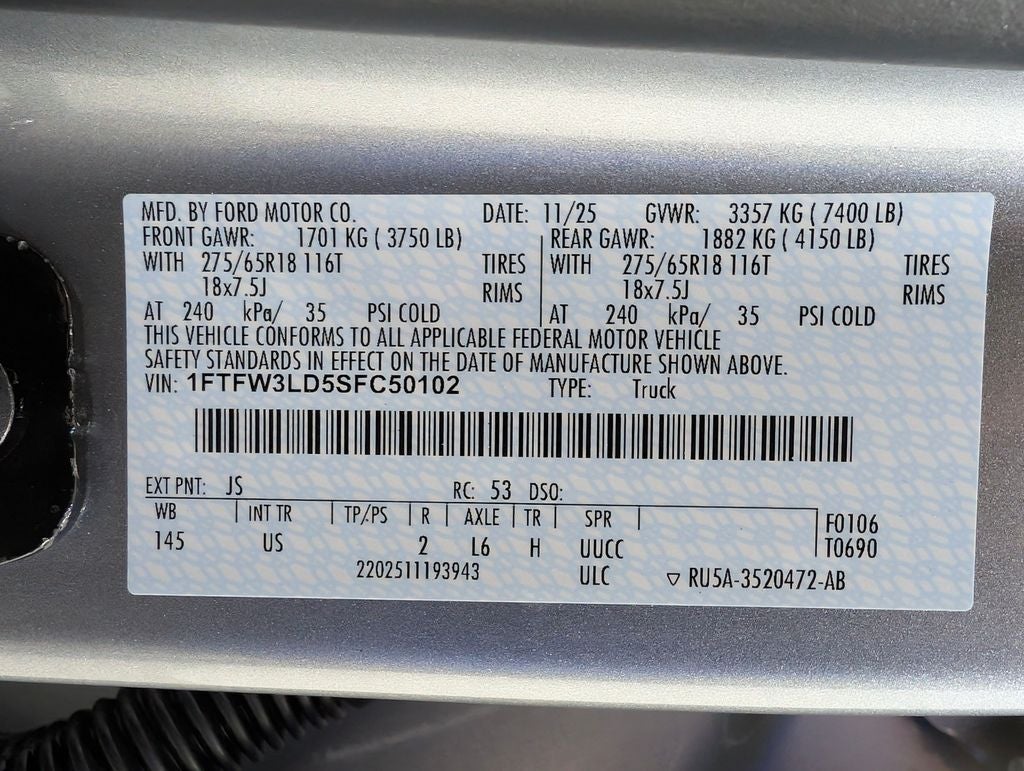 MFD. BY FORD MOTOR CO. DATE: 11/25 GVWR: 3357 KG ( 7400 LB)
FRONT GAWR: 1701 KG ( 3750 LB) REAR GAWR: 1882 KG ( 4150 LB)
WITH 275/65R18 116T TIRES WITH 275/65R18 116T TIRES
18x7.5J RIMS 18x7.5J RIMS
AT 240 kPa/ 35 PSI COLD AT 240 kPa/ 35 PSI COLD
THIS VEHICLE CONFORMS TO ALL APPLICABLE FEDERAL MOTOR VEHICLE
SAFETY STANDARDS IN EFFECT ON THE DATE OF MANUFACTURE SHOWN ABOVE.
VIN: 1FTFW3LD5SFC50102 TYPE: Truck
EXT PNT: JS RC: 53 DSO:
WB INT TR TP/PS R AXLE TR SPR F0106
145 US 2 L6 H UUCC T0690
2202511193943 ULC ▽ RU5A-3520472-AB